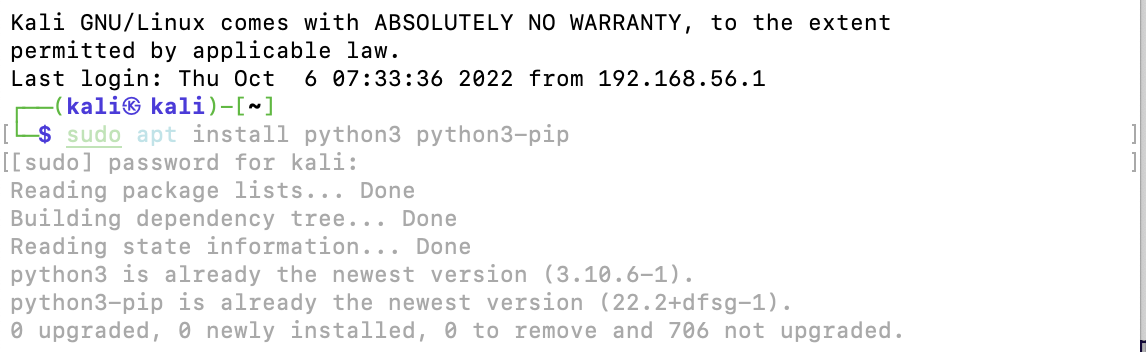 Kali GNU/Linux comes with ABSOLUTELY NO WARRANTY, to the extent
permitted by applicable law.
Last login: Thu Oct  6 07:33:36 2022 from 192.168.56.1
┌──(kali㉿kali)-[~]
[└─$ sudo apt install python3 python3-pip ]
[[sudo] password for kali: ]
Reading package lists... Done
Building dependency tree... Done
Reading state information... Done
python3 is already the newest version (3.10.6-1).
python3-pip is already the newest version (22.2+dfsg-1).
0 upgraded, 0 newly installed, 0 to remove and 706 not upgraded.